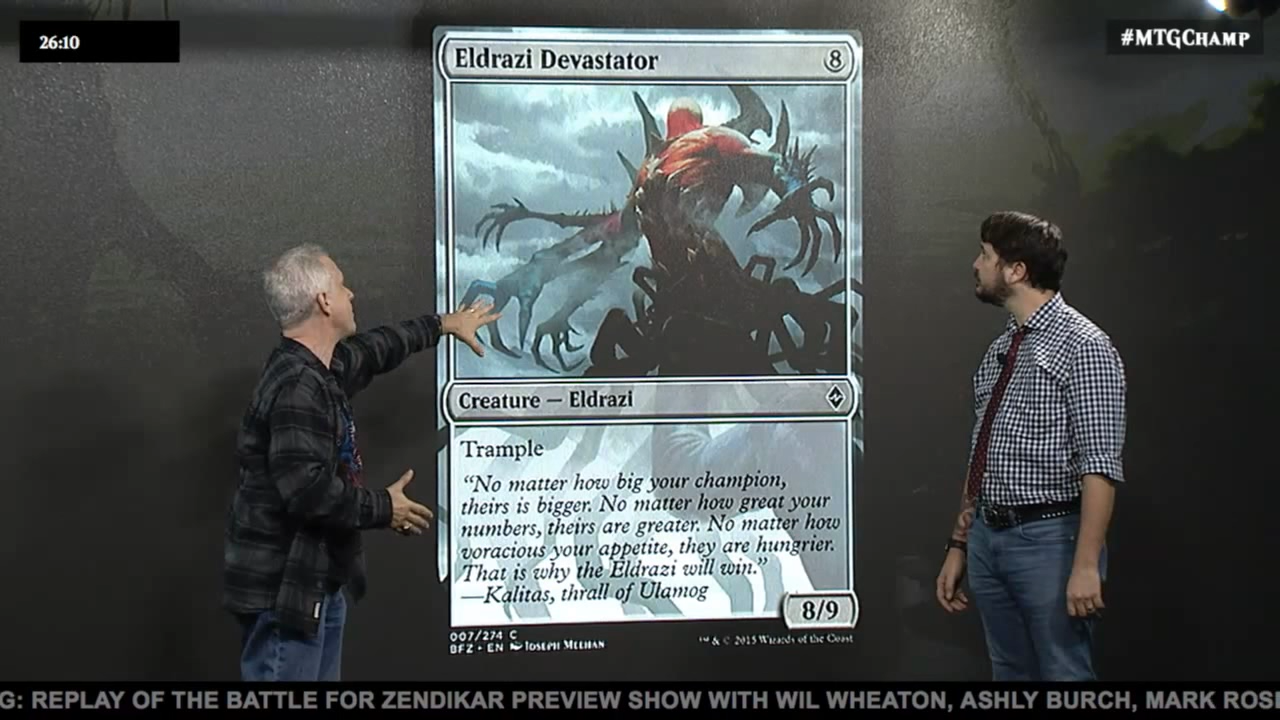 26:10
#MTGCHAMP
Eldrazi Devastator 8
Creature — Eldrazi
Trample
“No matter how big your champion,
theirs is bigger. No matter how great your
numbers, theirs are greater. No matter how
voracious your appetite, they are hungrier.
That is why the Eldrazi will win.”
—Kalitas, thrall of Ulamog
8/9
007/274 C
BFZ • EN JOSEPH MEEHAN
™ & © 2015 Wizards of the Coast
G: REPLAY OF THE BATTLE FOR ZENDIKAR PREVIEW SHOW WITH WIL WHEATON, ASHLY BURCH, MARK ROSE